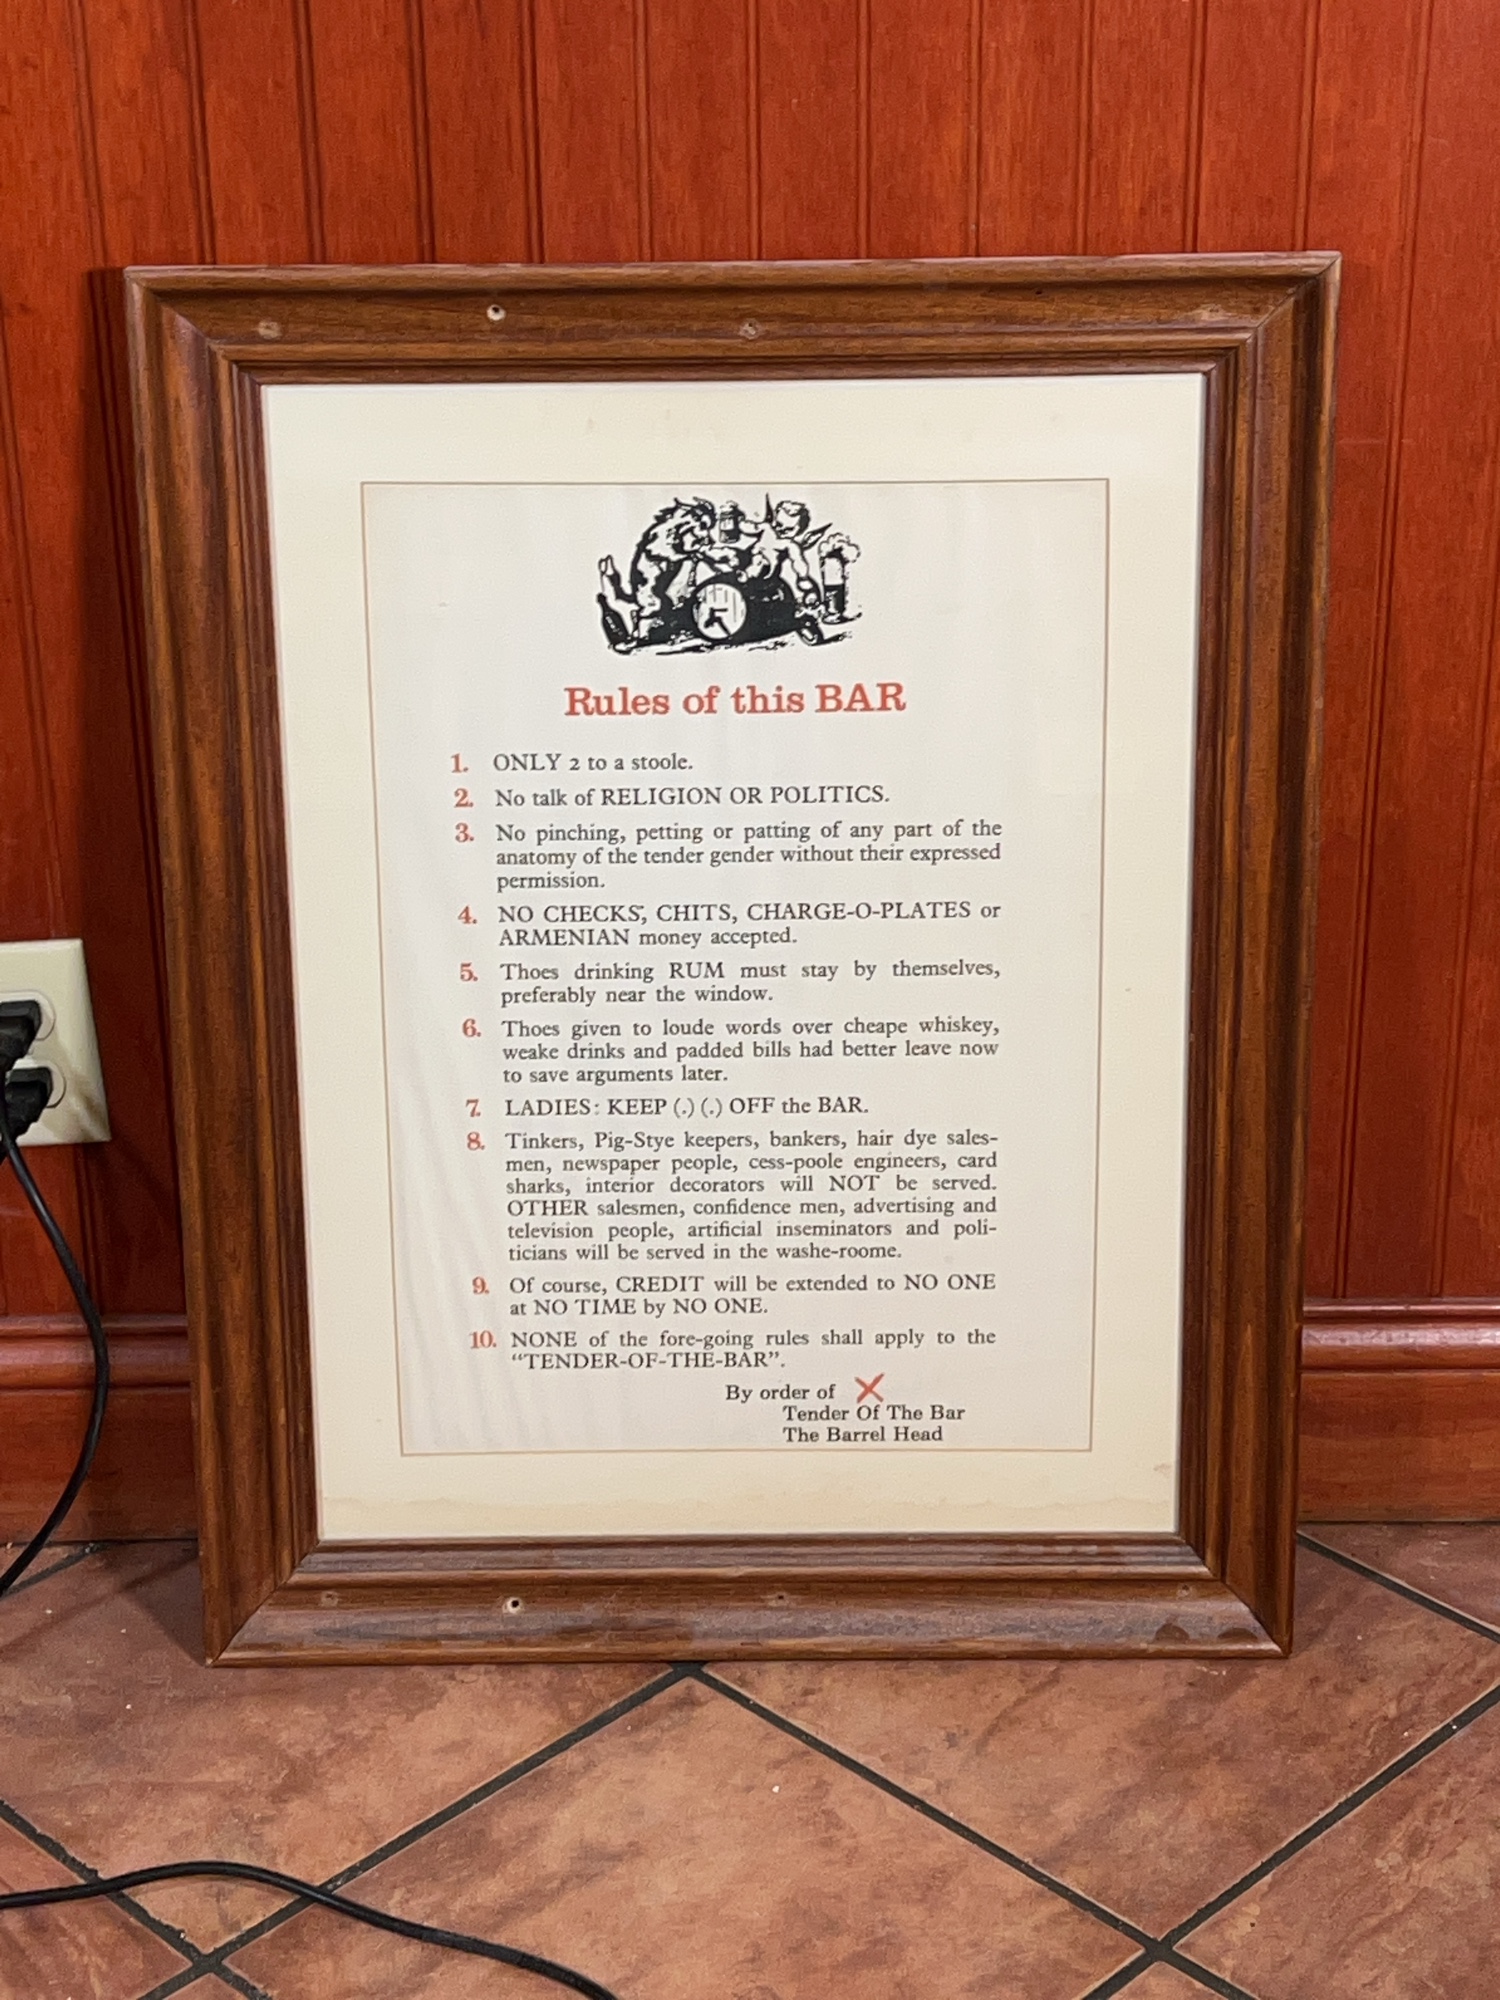 Rules of this BAR
1. ONLY 2 to a stoole.
2. No talk of RELIGION OR POLITICS.
3. No pinching, petting or patting of any part of the
anatomy of the tender gender without their expressed
permission.
4. NO CHECKS, CHITS, CHARGE-O-PLATES or
ARMENIAN money accepted.
5. Thoes drinking RUM must stay by themselves,
preferably near the window.
6. Thoes given to loude words over cheape whiskey,
weake drinks and padded bills had better leave now
to save arguments later.
7. LADIES: KEEP (.) (.) OFF the BAR.
8. Tinkers, Pig-Stye keepers, bankers, hair dye sales-
men, newspaper people, cess-poole engineers, card
sharks, interior decorators will NOT be served.
OTHER salesmen, confidence men, advertising and
television people, artificial inseminators and poli-
ticians will be served in the washe-roome.
9. Of course, CREDIT will be extended to NO ONE
at NO TIME by NO ONE.
10. NONE of the fore-going rules shall apply to the
“TENDER-OF-THE-BAR”.
By order of X
Tender Of The Bar
The Barrel Head